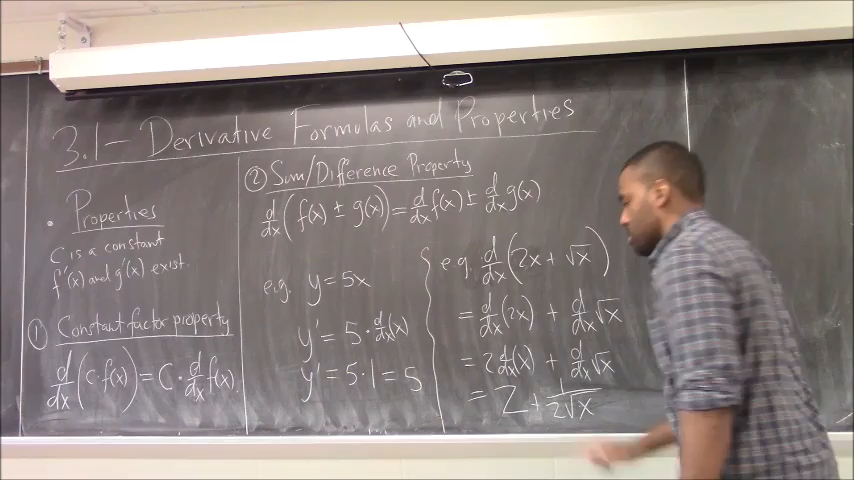 3.1 – Derivative Formulas and Properties
• Properties
C is a constant
f'(x) and g'(x) exist.
① Constant factor property
d/dx (c·f(x)) = C · d/dx f(x).
② Sum/Difference Property
d/dx (f(x) ± g(x)) = d/dx f(x) ± d/dx g(x)
e.g. y = 5x
y' = 5 · d/dx (x)
y' = 5·1 = 5
e.g. d/dx (2x + √x)
= d/dx (2x) + d/dx √x
= 2 d/dx (x) + d/dx √x
= 2 + 1/(2√x)